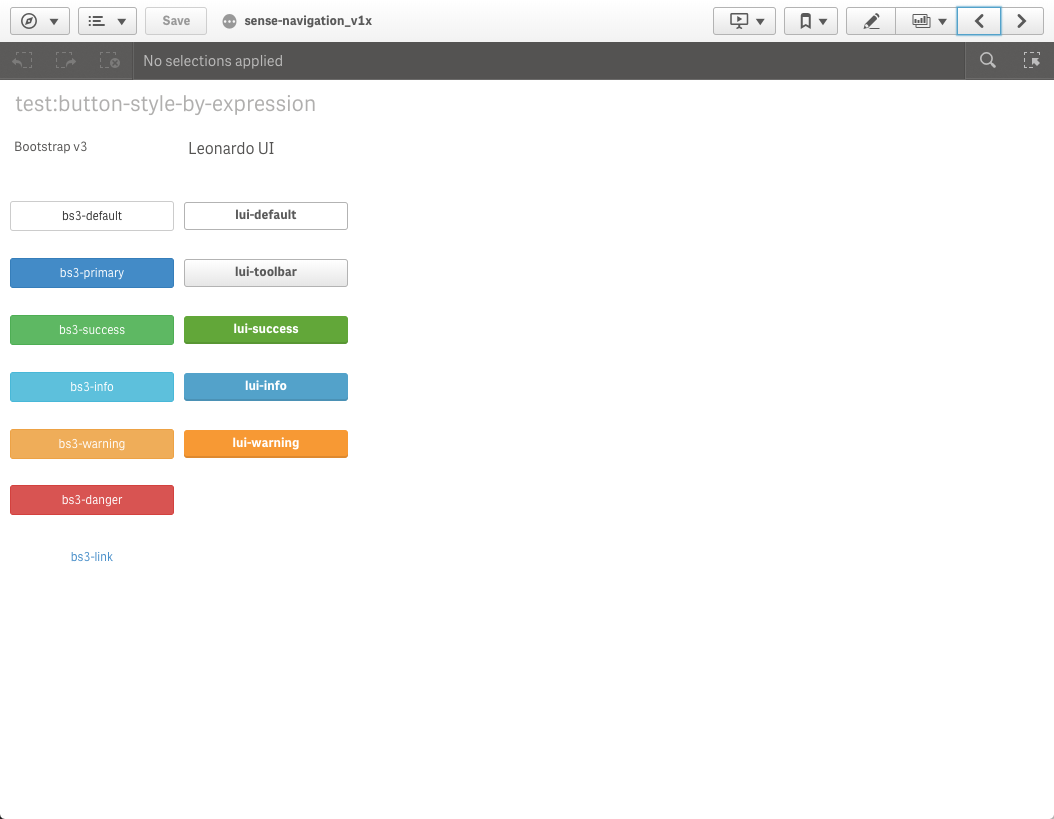 Save
sense-navigation_v1x
No selections applied
test:button-style-by-expression
Bootstrap v3
Leonardo UI
bs3-default
lui-default
bs3-primary
lui-toolbar
bs3-success
lui-success
bs3-info
lui-info
bs3-warning
lui-warning
bs3-danger
bs3-link